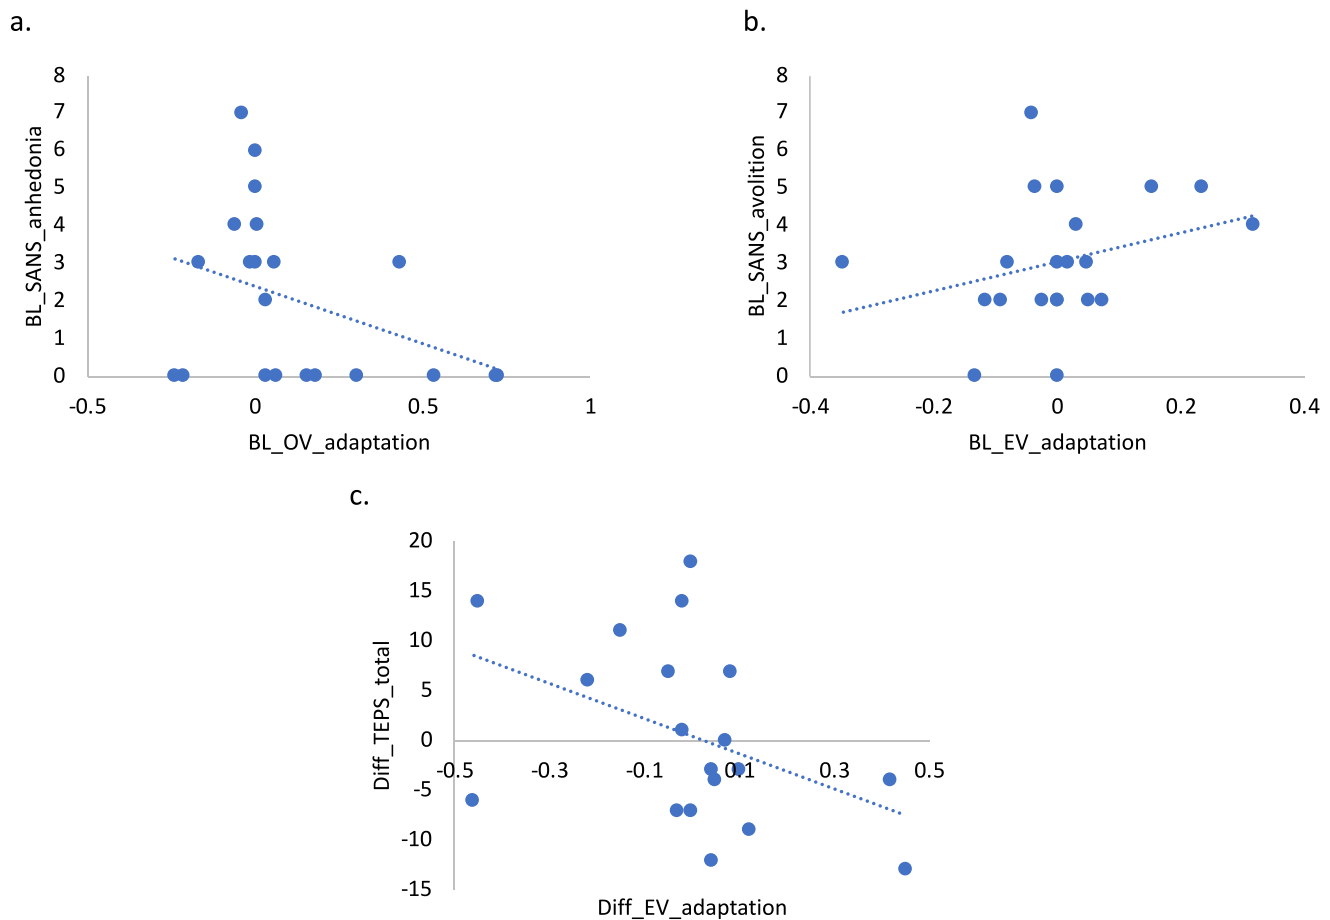 a.
8
7
6
5
4
3
2
1
0
BL_SANS_anhedonia
-0.5 0 0.5 1
BL_OV_adaptation
b.
8
7
6
5
4
3
2
1
0
BL_SANS_avolition
-0.4 -0.2 0 0.2 0.4
BL_EV_adaptation
c.
20
15
10
5
0
-5
-10
-15
Diff_TEPS_total
-0.5 -0.3 -0.1 0.1 0.3 0.5
Diff_EV_adaptation